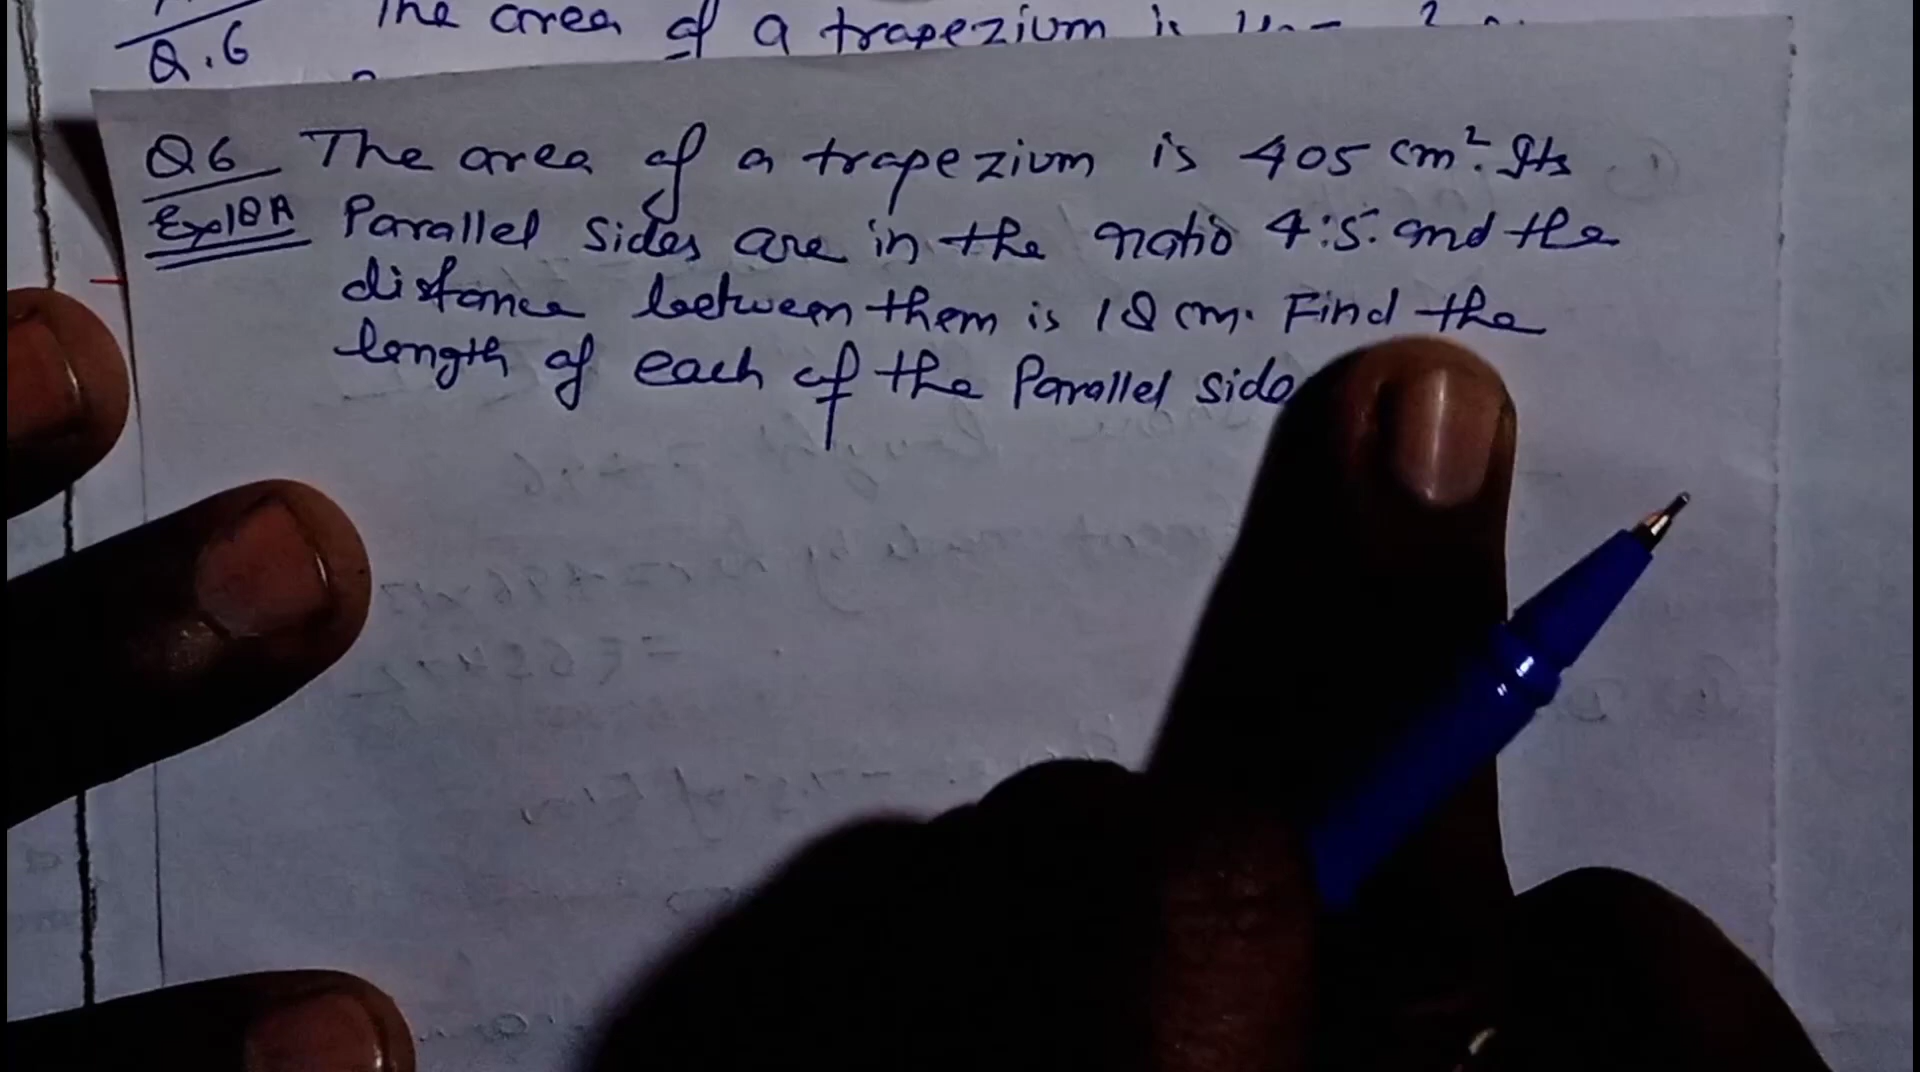 Q.6 The area of a trapezium is
Q6 The area of a trapezium is 405 cm². Its
Ex18A Parallel sides are in the ratio 4:5. and the
distance between them is 18 cm. Find the
length of each of the Parallel side